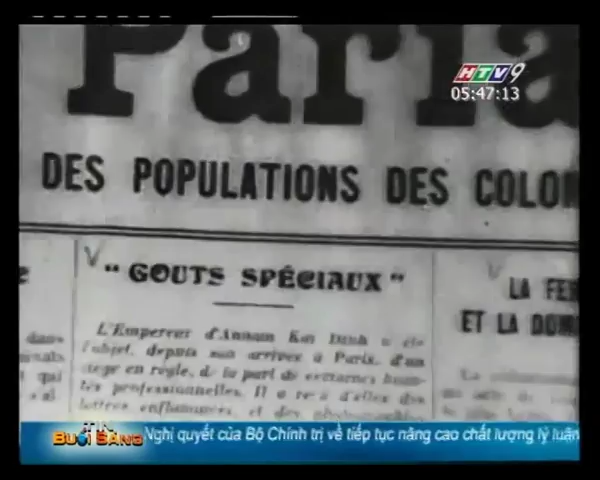 Paria
HTV9
05:47:13
DES POPULATIONS DES COLON
" GOUTS SPÉCIAUX "
LA FE
ET LA DOM
L'Empereur d'Annam Kai Dinh a été
l'objet, depuis son arrivée à Paris, d'un
siège en règle, de la part de certaines
professionnelles. Il a reçu d'elles des
lettres enflammées et des photographies
TIN
BUỔI SÁNG
Nghị quyết của Bộ Chính trị về tiếp tục nâng cao chất lượng lý luận